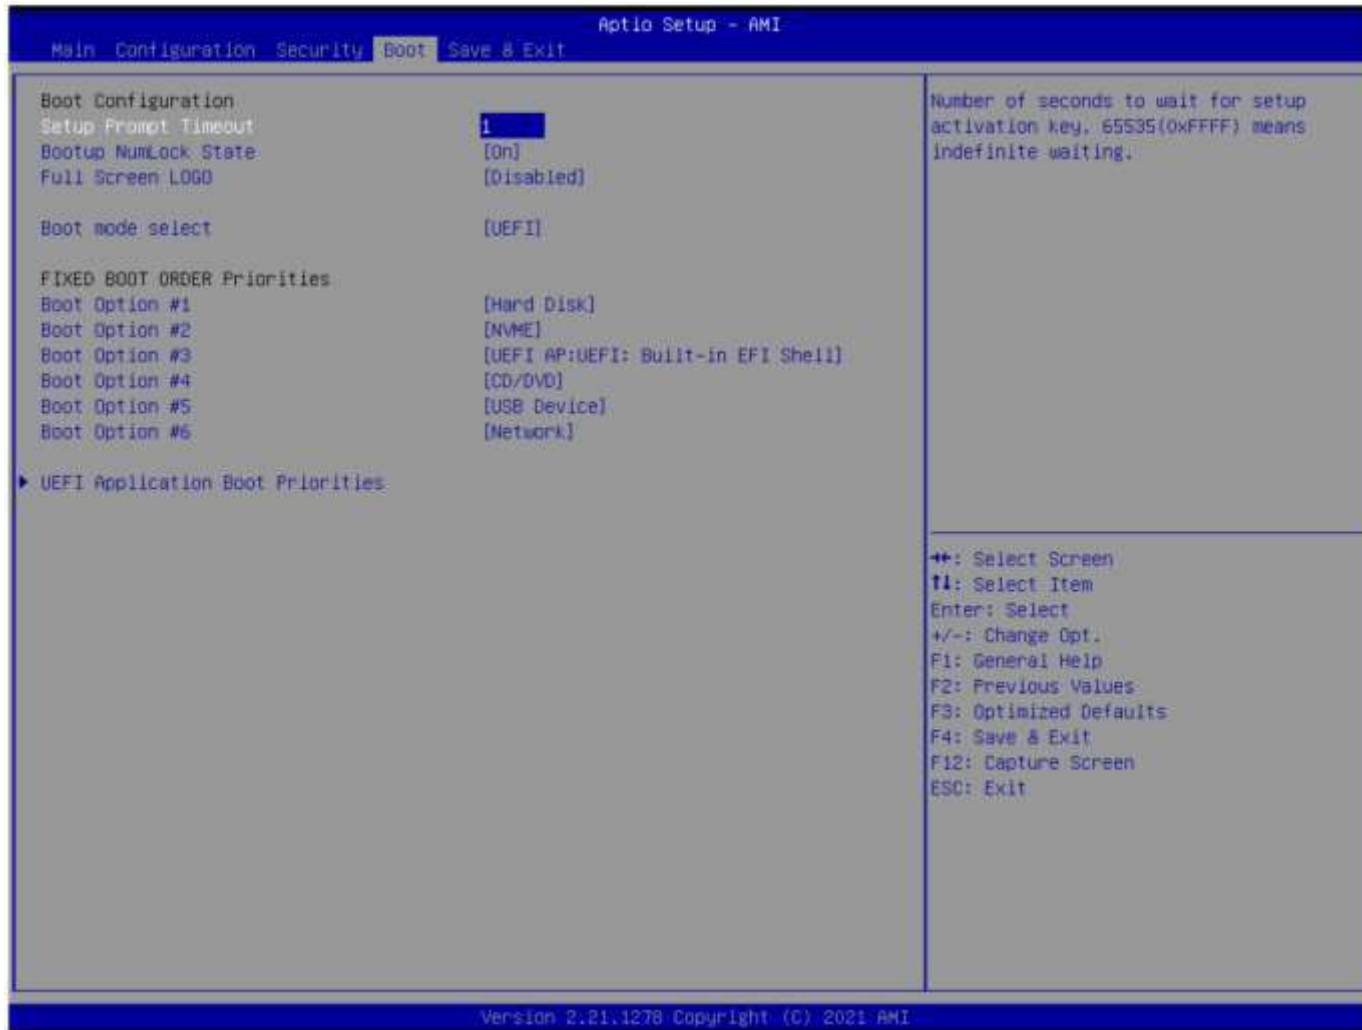 Aptio Setup - AMI
Main Configuration Security Boot Save & Exit
Boot Configuration
Setup Prompt Timeout 1
Bootup NumLock State [On]
Full Screen LOGO [Disabled]
Boot mode select [UEFI]
FIXED BOOT ORDER Priorities
Boot Option #1 [Hard Disk]
Boot Option #2 [NVME]
Boot Option #3 [UEFI AP:UEFI: Built-in EFI Shell]
Boot Option #4 [CD/DVD]
Boot Option #5 [USB Device]
Boot Option #6 [Network]
UEFI Application Boot Priorities
Number of seconds to wait for setup
activation key. 65535(0xFFFF) means
indefinite waiting.
→←: Select Screen
↑↓: Select Item
Enter: Select
+/-: Change Opt.
F1: General Help
F2: Previous Values
F3: Optimized Defaults
F4: Save & Exit
F12: Capture Screen
ESC: Exit
Version 2.21.1278 Copyright (C) 2021 AMI